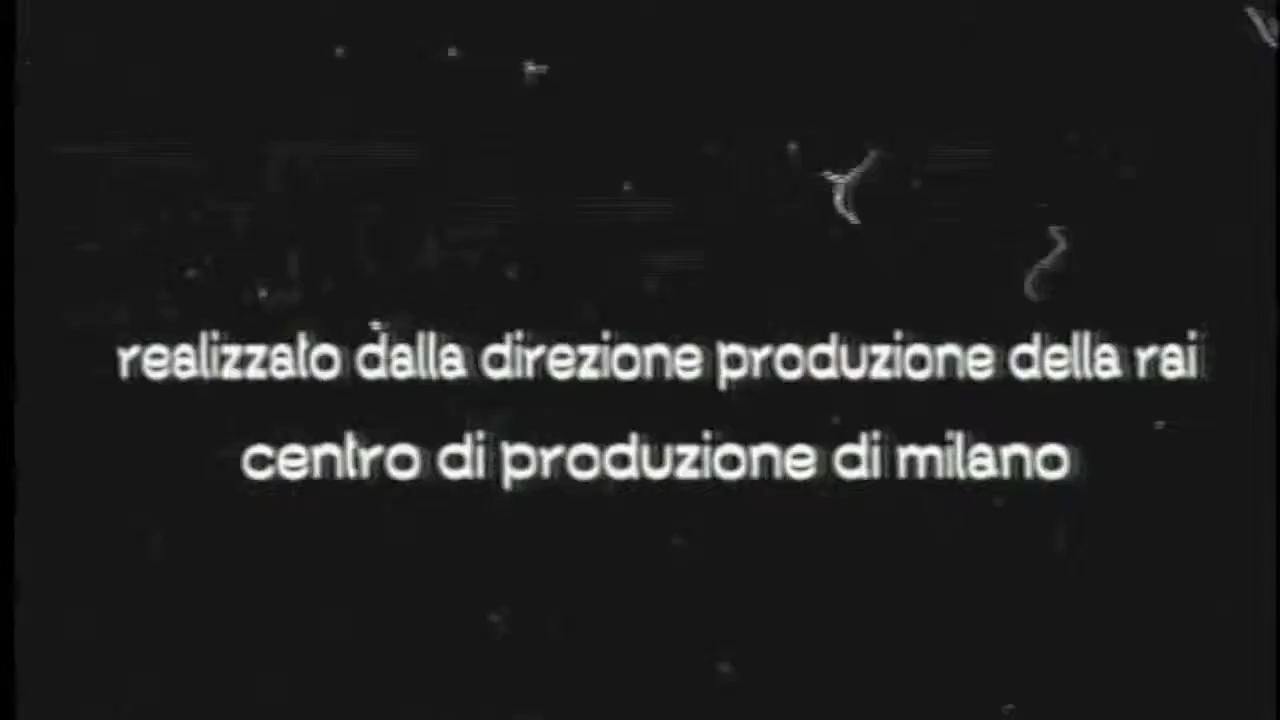 realizzato dalla direzione produzione della rai
centro di produzione di milano